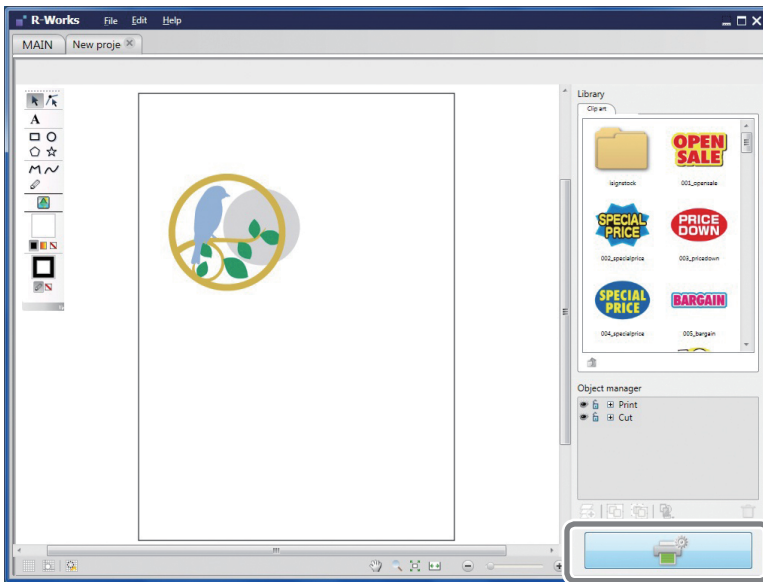 R-Works File Edit Help
MAIN New proje
A
Library
Clip art
OPEN
SALE
lsignstock 001_opensale
SPECIAL
PRICE
PRICE
DOWN
002_specialprice 003_pricedown
SPECIAL
PRICE
BARGAIN
004_specialprice 005_bargain
Object manager
Print
Cut